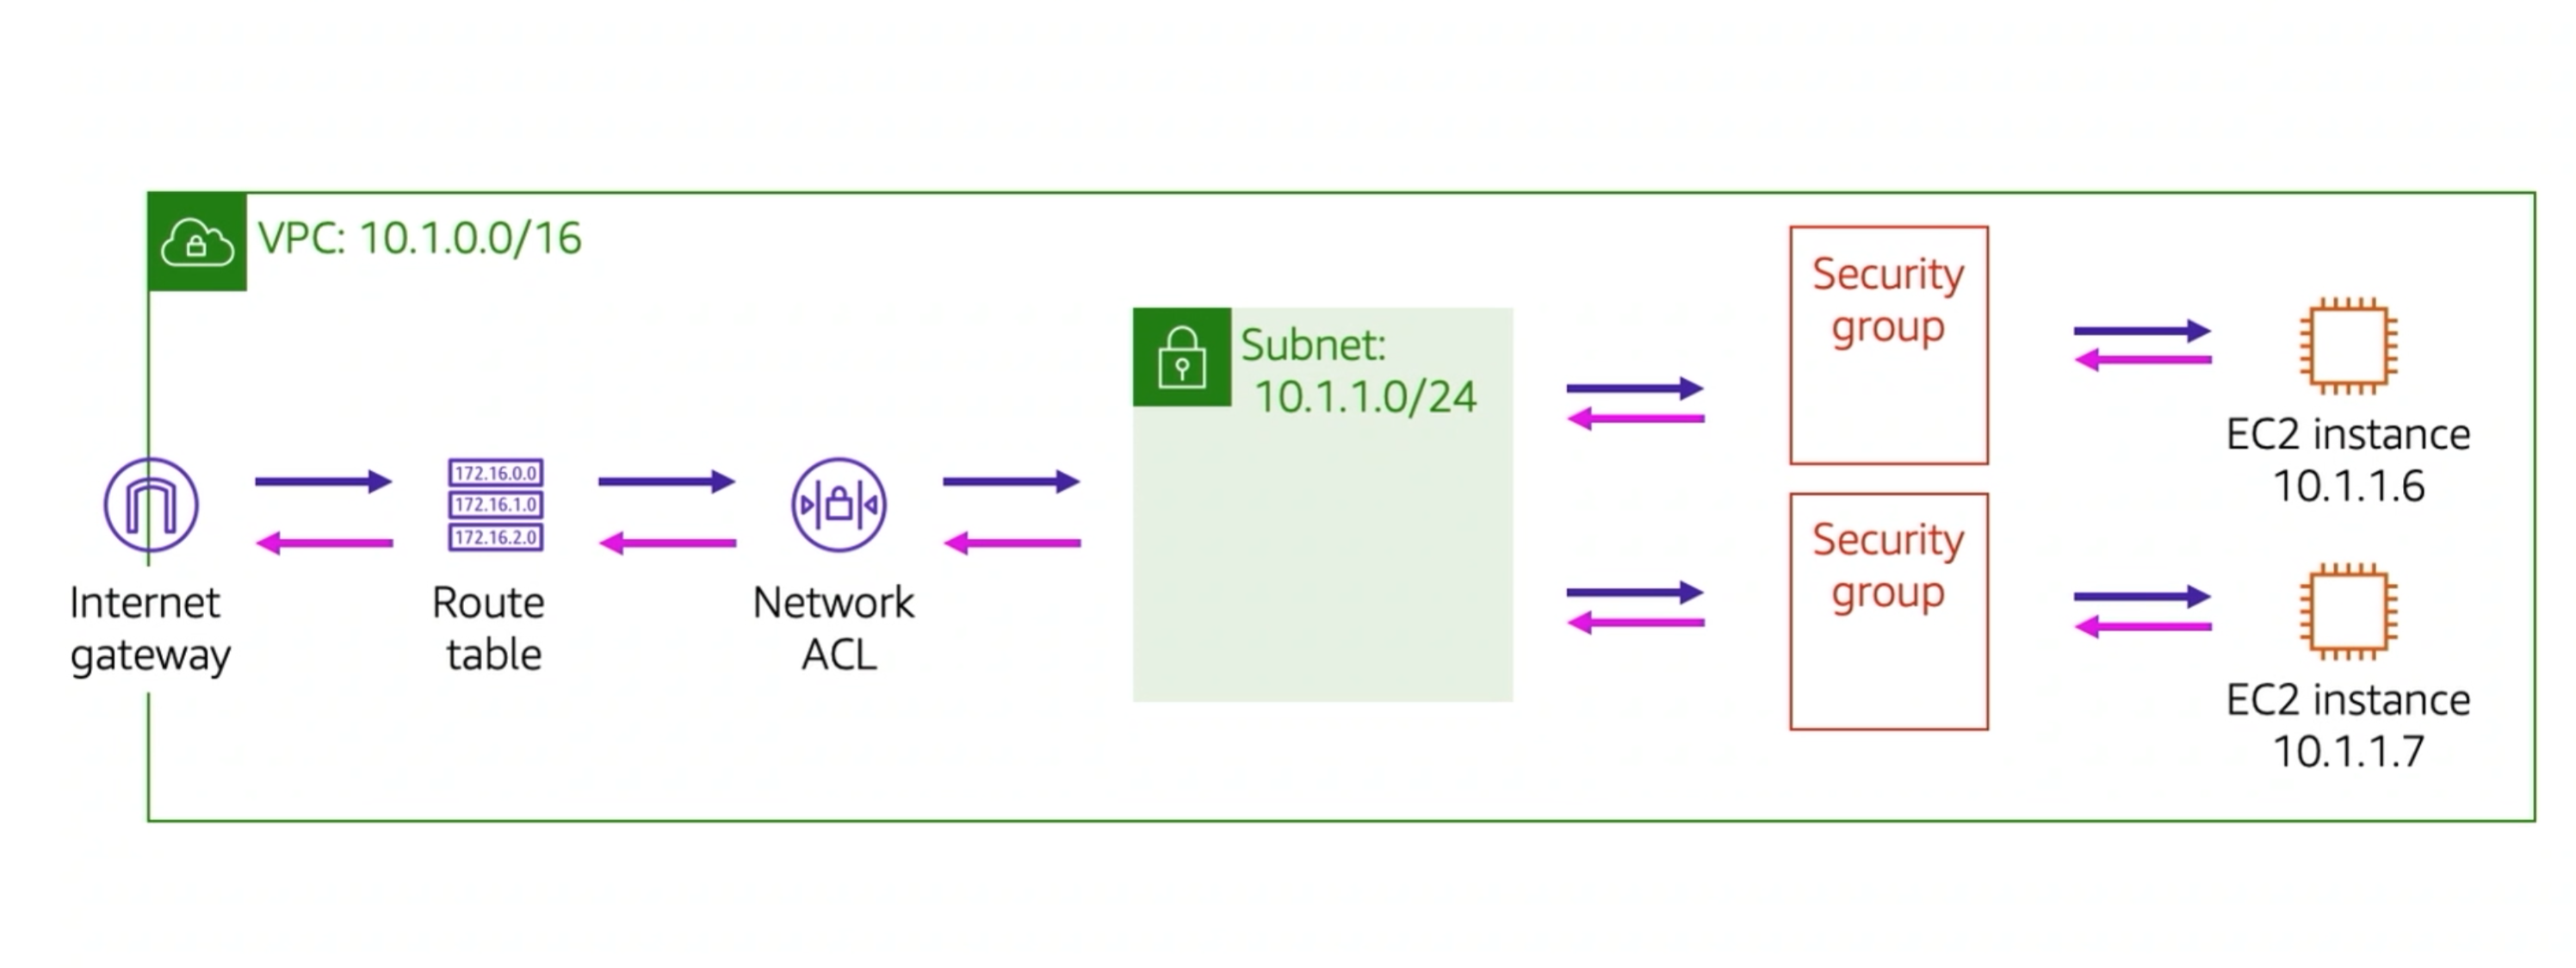 VPC: 10.1.0.0/16
Internet
gateway
172.16.0.0
172.16.1.0
172.16.2.0
Route
table
Network
ACL
Subnet:
10.1.1.0/24
Security
group
Security
group
EC2 instance
10.1.1.6
EC2 instance
10.1.1.7